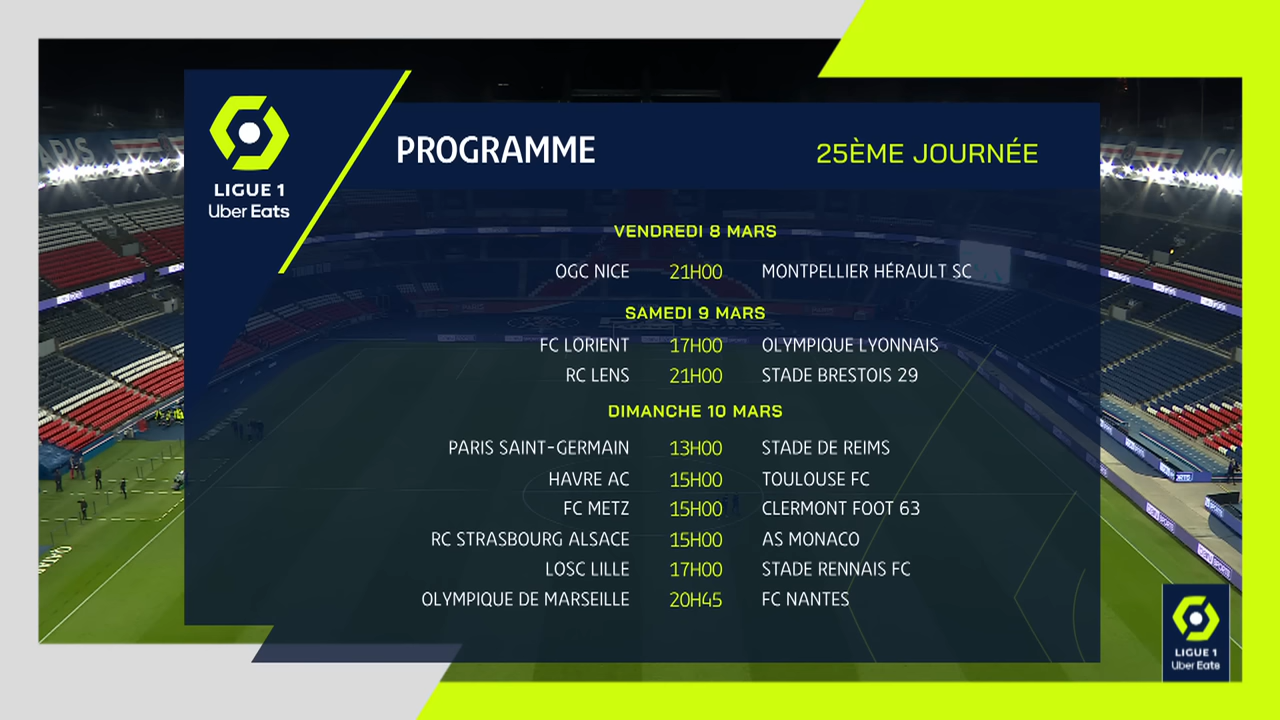 LIGUE 1
Uber Eats
PROGRAMME
25ÈME JOURNÉE
VENDREDI 8 MARS
OGC NICE 21H00 MONTPELLIER HÉRAULT SC
SAMEDI 9 MARS
FC LORIENT 17H00 OLYMPIQUE LYONNAIS
RC LENS 21H00 STADE BRESTOIS 29
DIMANCHE 10 MARS
PARIS SAINT-GERMAIN 13H00 STADE DE REIMS
HAVRE AC 15H00 TOULOUSE FC
FC METZ 15H00 CLERMONT FOOT 63
RC STRASBOURG ALSACE 15H00 AS MONACO
LOSC LILLE 17H00 STADE RENNAIS FC
OLYMPIQUE DE MARSEILLE 20H45 FC NANTES
LIGUE 1
Uber Eats